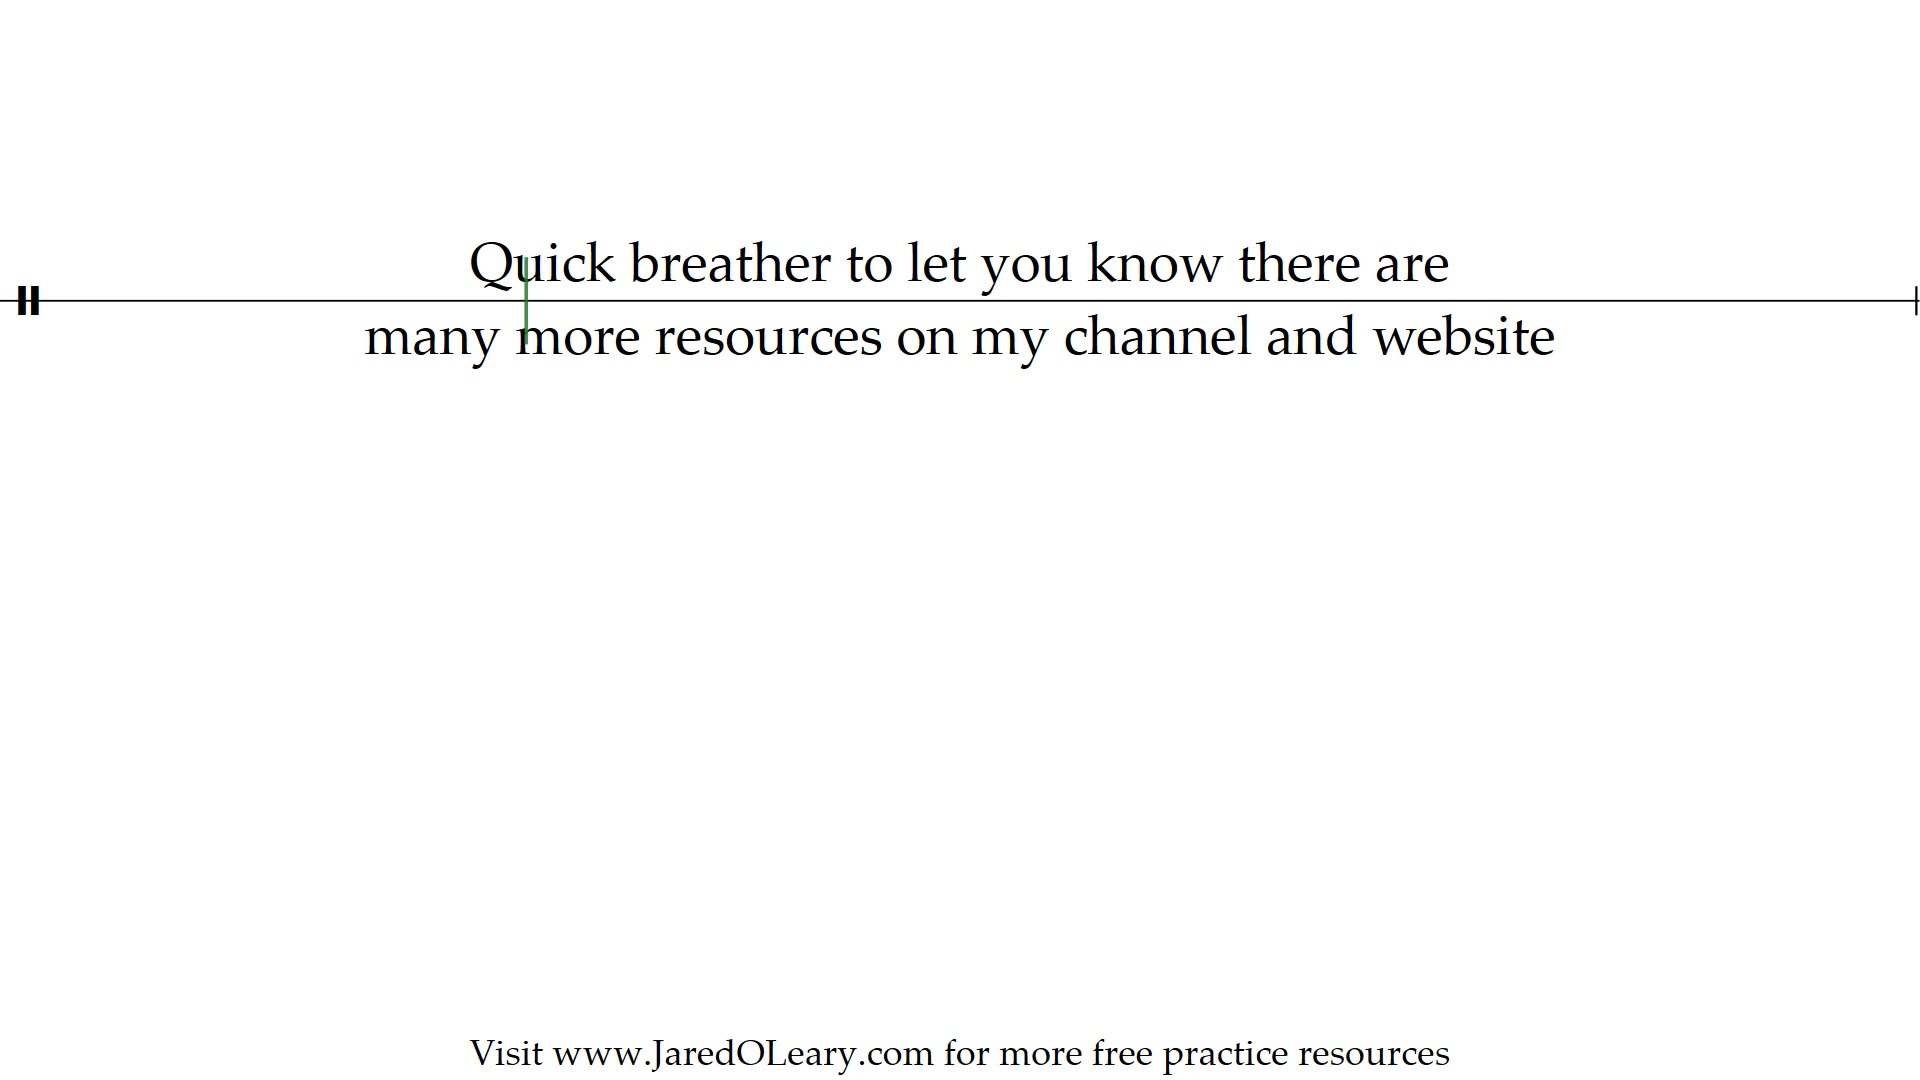 Quick breather to let you know there are
many more resources on my channel and website
Visit www.JaredOLeary.com for more free practice resources